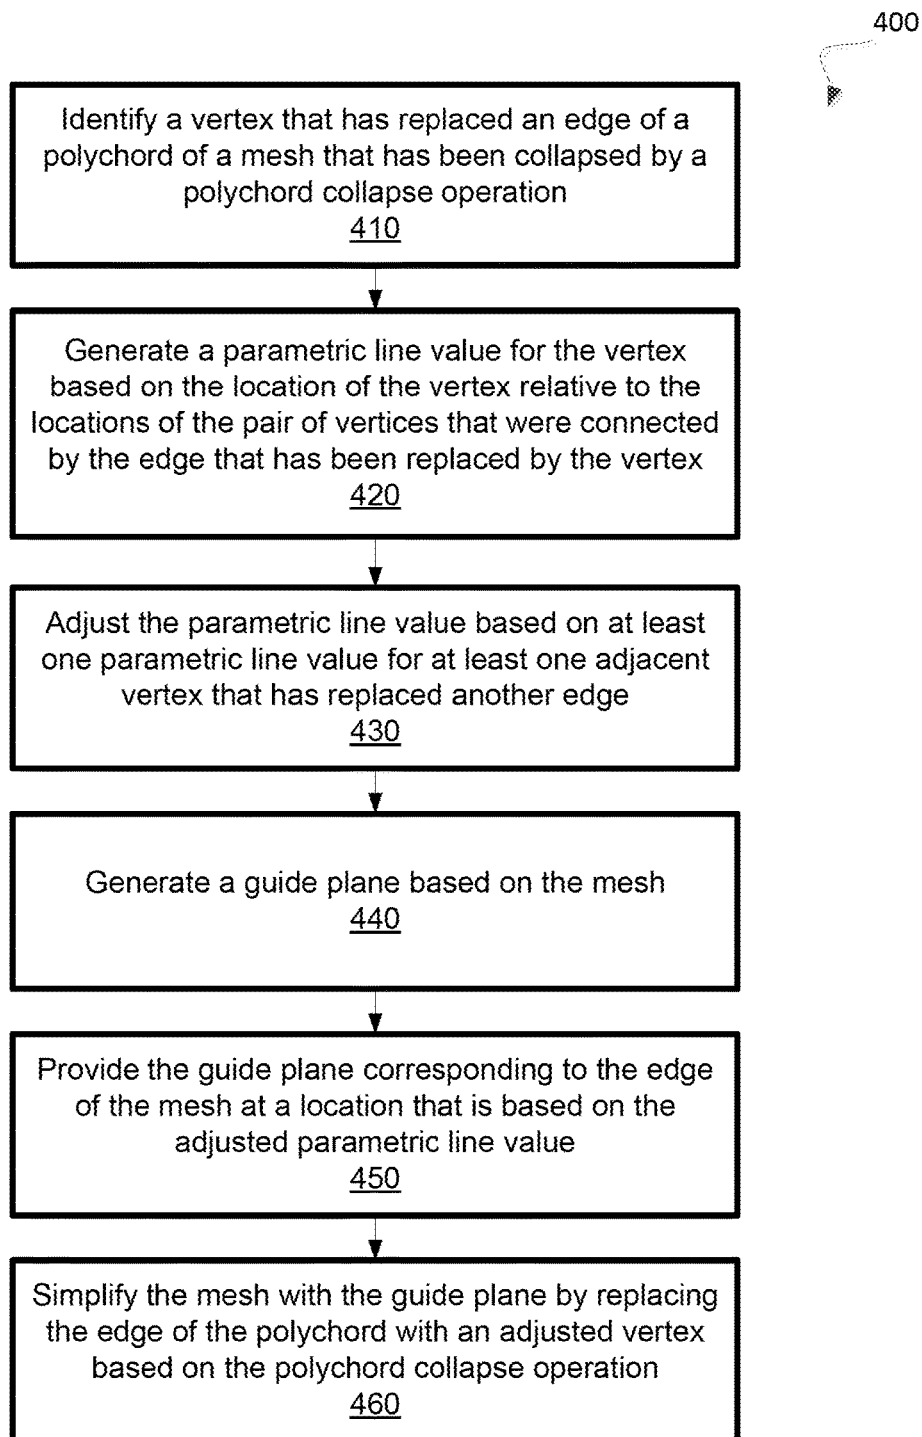 400
Identify a vertex that has replaced an edge of a
polychord of a mesh that has been collapsed by a
polychord collapse operation
410
Generate a parametric line value for the vertex
based on the location of the vertex relative to the
locations of the pair of vertices that were connected
by the edge that has been replaced by the vertex
420
Adjust the parametric line value based on at least
one parametric line value for at least one adjacent
vertex that has replaced another edge
430
Generate a guide plane based on the mesh
440
Provide the guide plane corresponding to the edge
of the mesh at a location that is based on the
adjusted parametric line value
450
Simplify the mesh with the guide plane by replacing
the edge of the polychord with an adjusted vertex
based on the polychord collapse operation
460